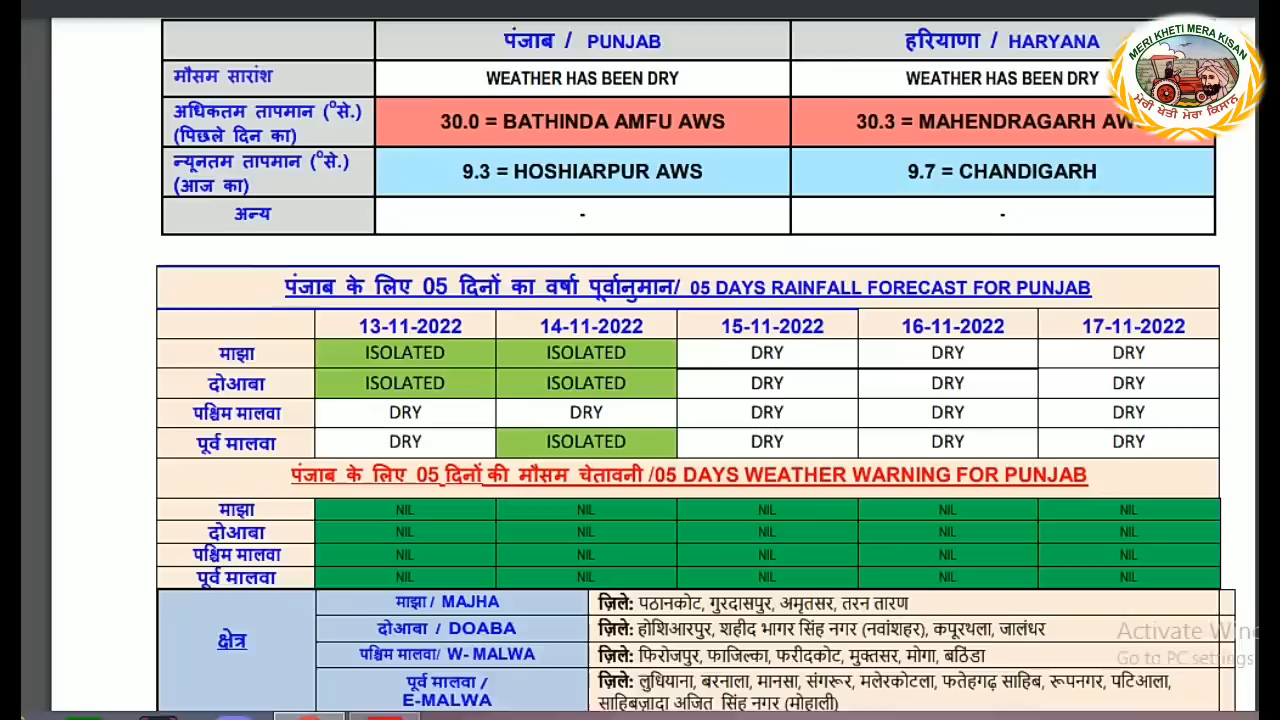 पंजाब / PUNJAB
हरियाणा / HARYANA
मौसम सारांश
WEATHER HAS BEEN DRY
WEATHER HAS BEEN DRY
अधिकतम तापमान (⁰से.)
(पिछले दिन का)
30.0 = BATHINDA AMFU AWS
30.3 = MAHENDRAGARH
न्यूनतम तापमान (⁰से.)
(आज का)
9.3 = HOSHIARPUR AWS
9.7 = CHANDIGARH
अन्य
-
-
MERI KHETI MERA KISAN
ਮੇਰੀ ਖੇਤੀ ਮੇਰਾ ਕਿਸਾਨ
पंजाब के लिए 05 दिनों का वर्षा पूर्वानुमान/ 05 DAYS RAINFALL FORECAST FOR PUNJAB
13-11-2022 14-11-2022 15-11-2022 16-11-2022 17-11-2022
माझा ISOLATED ISOLATED DRY DRY DRY
दोआबा ISOLATED ISOLATED DRY DRY DRY
पश्चिम मालवा DRY DRY DRY DRY DRY
पूर्व मालवा DRY ISOLATED DRY DRY DRY
पंजाब के लिए 05 दिनों की मौसम चेतावनी /05 DAYS WEATHER WARNING FOR PUNJAB
माझा NIL NIL NIL NIL NIL
दोआबा NIL NIL NIL NIL NIL
पश्चिम मालवा NIL NIL NIL NIL NIL
पूर्व मालवा NIL NIL NIL NIL NIL
क्षेत्र
माझा / MAJHA
ज़िले: पठानकोट, गुरदासपुर, अमृतसर, तरन तारण
दोआबा / DOABA
ज़िले: होशिआरपुर, शहीद भागर सिंह नगर (नवांशहर), कपूरथला, जालंधर
पश्चिम मालवा/ W- MALWA
ज़िले: फिरोजपुर, फाजिल्का, फरीदकोट, मुक्तसर, मोगा, बठिंडा
पूर्व मालवा /
E-MALWA
ज़िले: लुधियाना, बरनाला, मानसा, संगरूर, मलेरकोटला, फतेहगढ़ साहिब, रूपनगर, पटिआला,
साहिबज़ादा अजित सिंह नगर (मोहाली)
Activate Wind
Go to PC settings